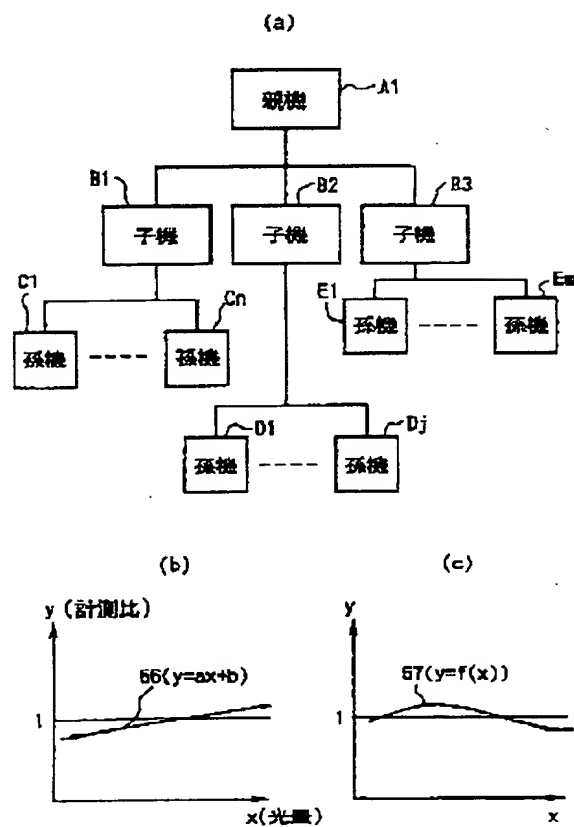 (a)
親機
A1
B1
B2
B3
子機
子機
子機
C1
Cn
E1
Em
孫機
孫機
孫機
孫機
D1
Dj
孫機
孫機
(b)
(c)
y(計測比)
66(y=ax+b)
1
x(光量)
y
67(y=f(x))
1
x